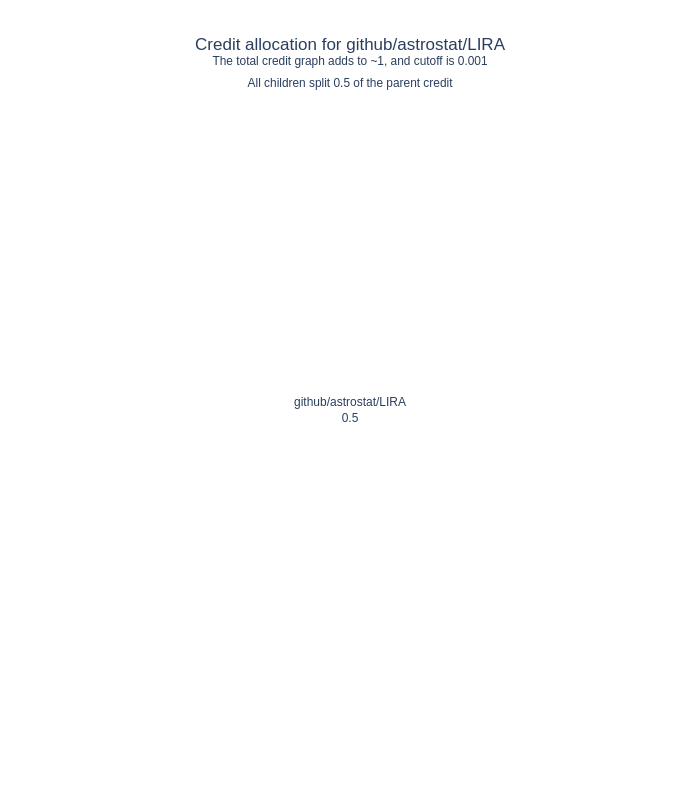 Credit allocation for github/astrostat/LIRA
The total credit graph adds to ~1, and cutoff is 0.001
All children split 0.5 of the parent credit
github/astrostat/LIRA
0.5